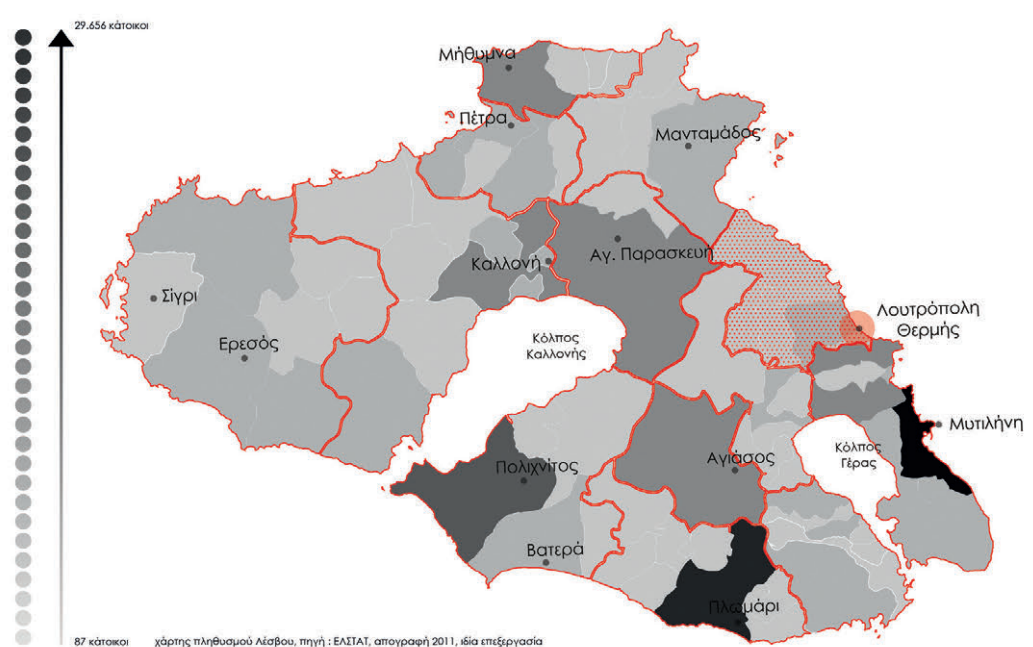 29.656 κάτοικοι
Μήθυμνα
Πέτρα
Μανταμάδος
Αγ. Παρασκευή
Καλλονή
Σίγρι
Λουτρόπολη
Θερμής
Ερεσός
Κόλπος
Καλλονής
Μυτιλήνη
Κόλπος
Γέρας
Πολιχνίτος
Αγιάσος
Βατερά
Πλωμάρι
87 κάτοικοι
χάρτης πληθυσμού Λέσβου, πηγή : ΕΛΣΤΑΤ, απογραφή 2011, ιδία επεξεργασία